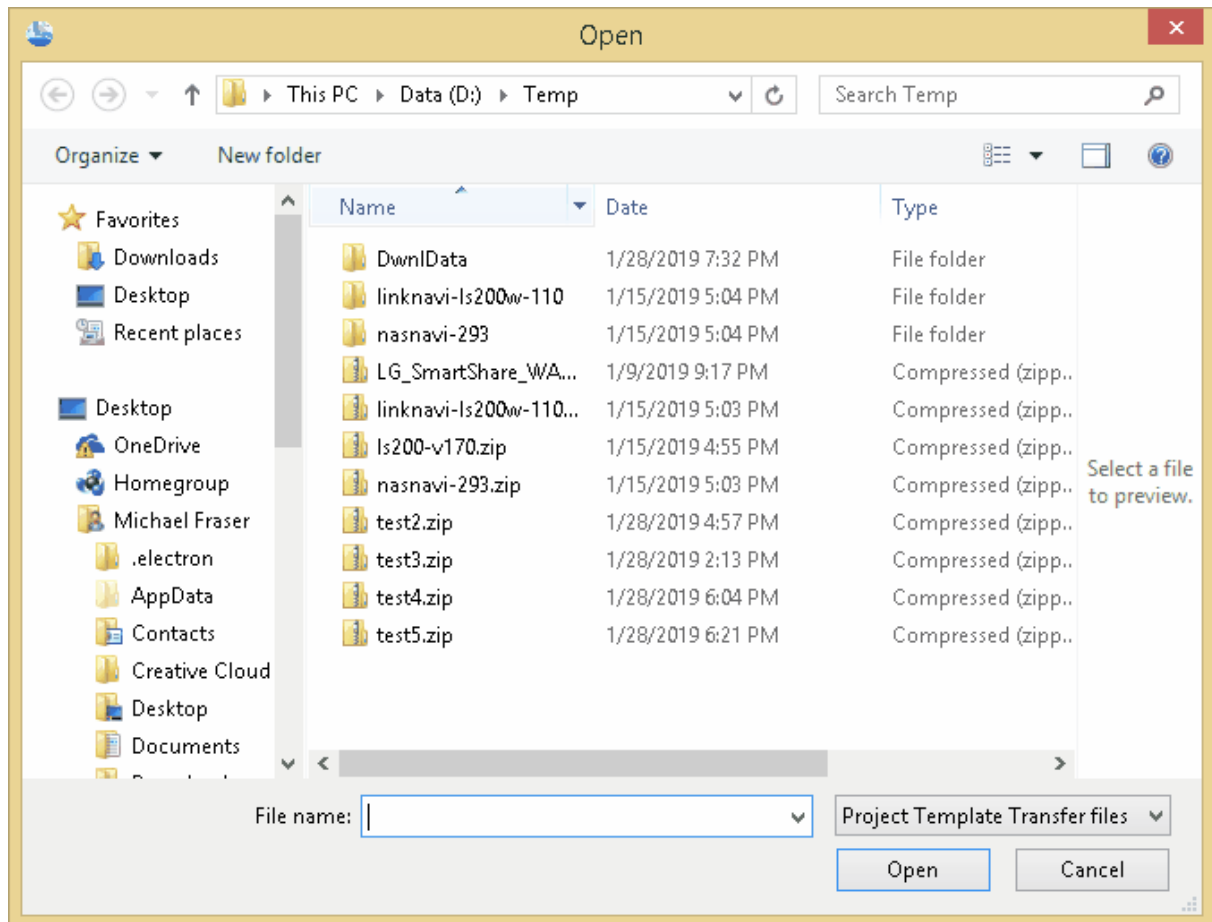 Open
This PC Data (D:) Temp Search Temp
Organize New folder
Name Date Type
Favorites
Downloads
Desktop
Recent places
Desktop
OneDrive
Homegroup
Michael Fraser
.electron
AppData
Contacts
Creative Cloud
Desktop
Documents
DwnlData 1/28/2019 7:32 PM File folder
linknavi-ls200w-110 1/15/2019 5:04 PM File folder
nasnavi-293 1/15/2019 5:04 PM File folder
LG_SmartShare_WA... 1/9/2019 9:17 PM Compressed (zipp..
linknavi-ls200w-110... 1/15/2019 5:03 PM Compressed (zipp..
ls200-v170.zip 1/15/2019 4:55 PM Compressed (zipp..
nasnavi-293.zip 1/15/2019 5:03 PM Compressed (zipp..
test2.zip 1/28/2019 4:57 PM Compressed (zipp..
test3.zip 1/28/2019 2:13 PM Compressed (zipp..
test4.zip 1/28/2019 6:04 PM Compressed (zipp..
test5.zip 1/28/2019 6:21 PM Compressed (zipp..
Select a file
to preview.
File name: Project Template Transfer files
Open Cancel